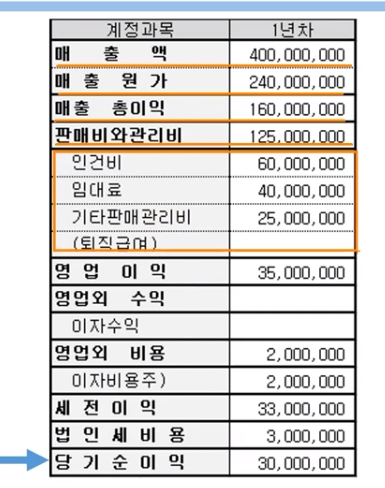 계정과목 1년차
매 출 액 400,000,000
매 출 원 가 240,000,000
매출 총이익 160,000,000
판매비와관리비 125,000,000
인건비 60,000,000
임대료 40,000,000
기타판매관리비 25,000,000
(퇴직급여)
영 업 이 익 35,000,000
영업외 수익
이자수익
영업외 비용 2,000,000
이자비용주) 2,000,000
세 전 이 익 33,000,000
법 인 세 비 용 3,000,000
당 기 순 이 익 30,000,000